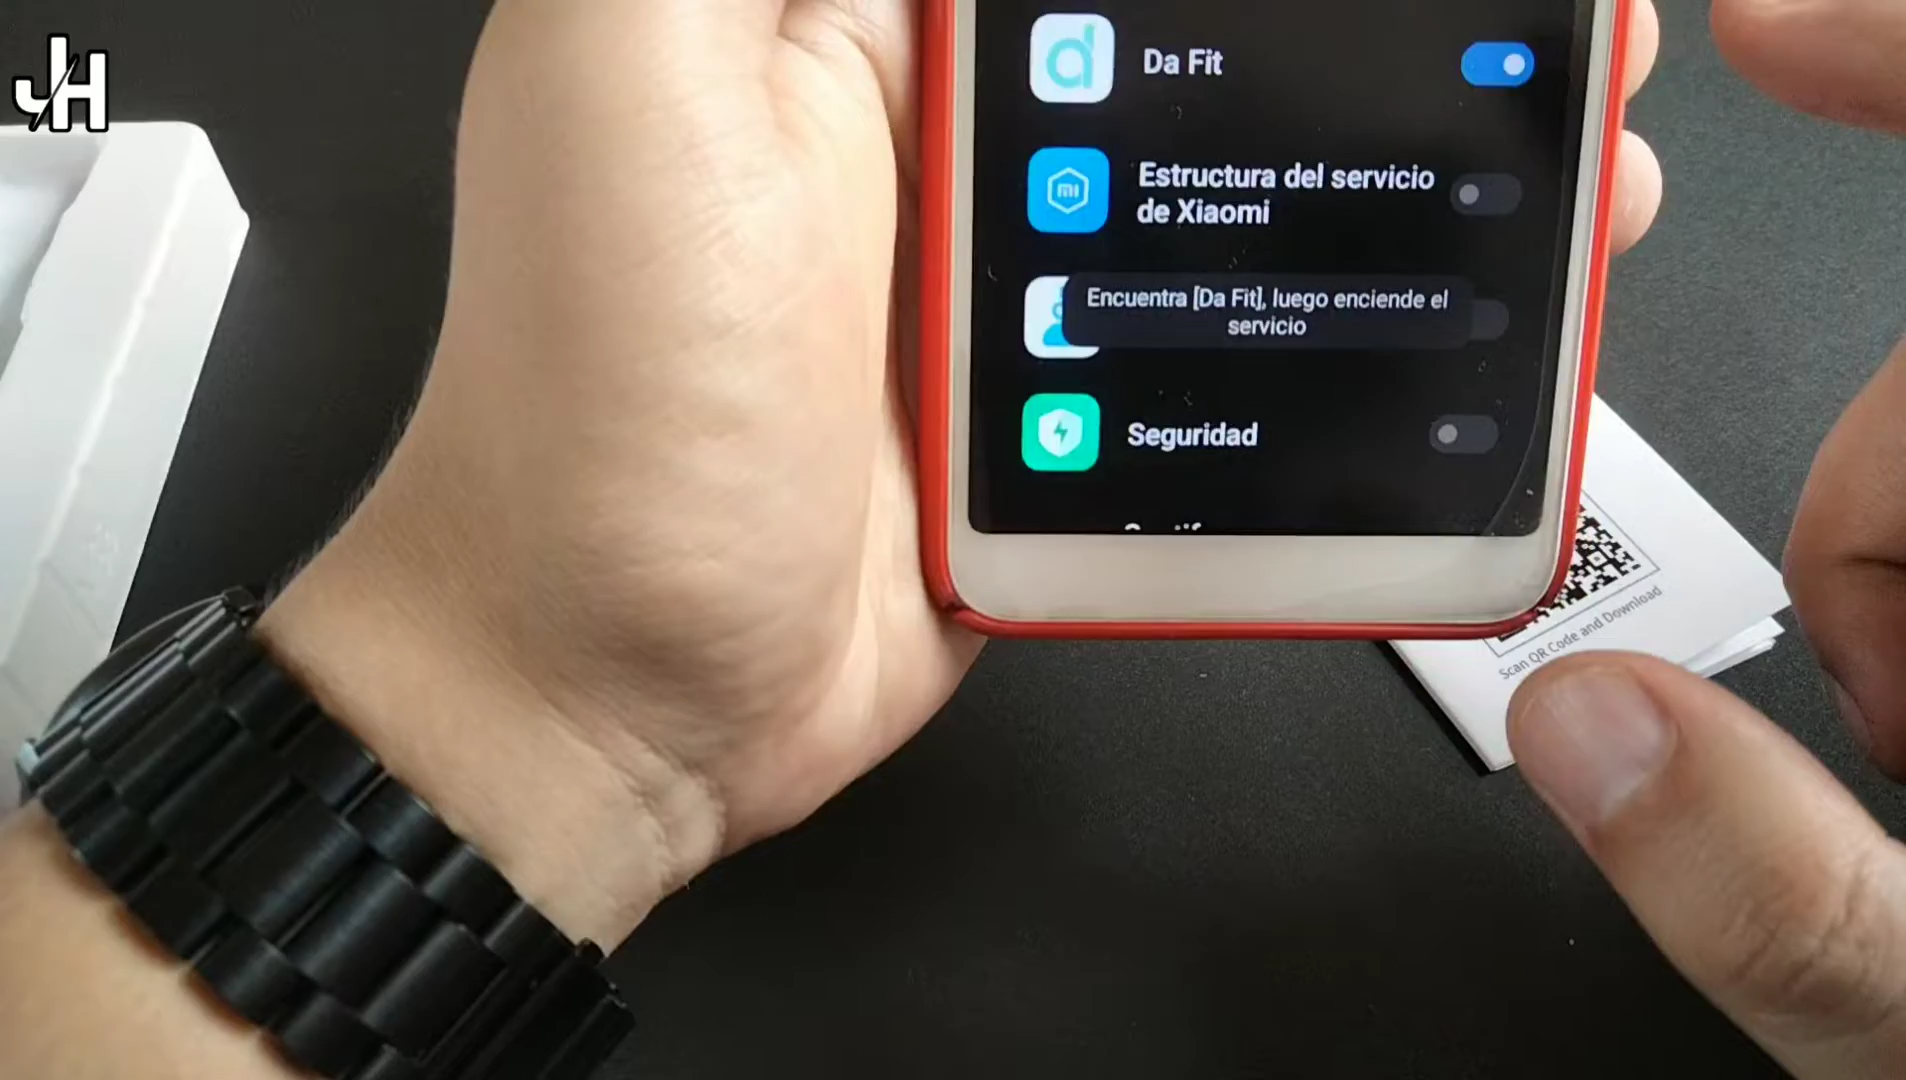 JH
Da Fit
Estructura del servicio
de Xiaomi
Encuentra [Da Fit], luego enciende el
servicio
Seguridad
Scan QR Code and Download